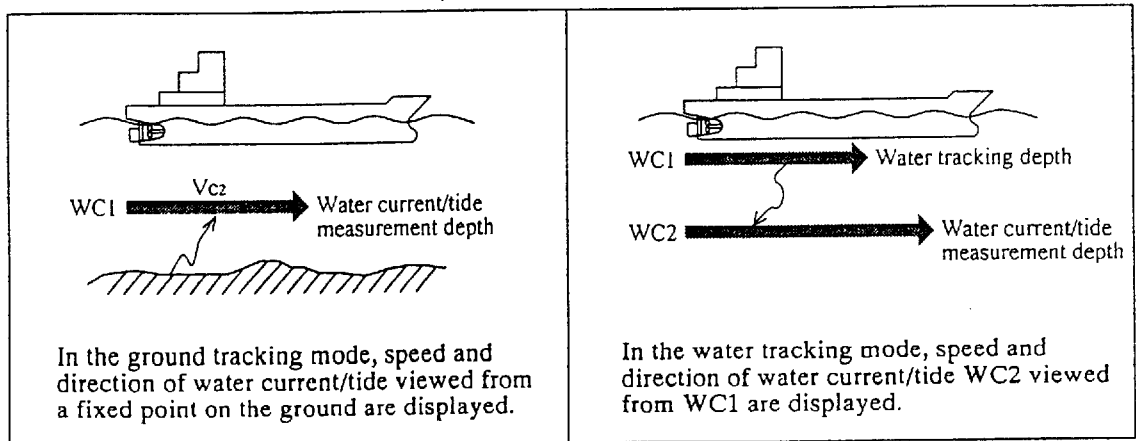 Vc2
WC1
Water current/tide
measurement depth
In the ground tracking mode, speed and
direction of water current/tide viewed from
a fixed point on the ground are displayed.
WC1
Water tracking depth
WC2
Water current/tide
measurement depth
In the water tracking mode, speed and
direction of water current/tide WC2 viewed
from WC1 are displayed.